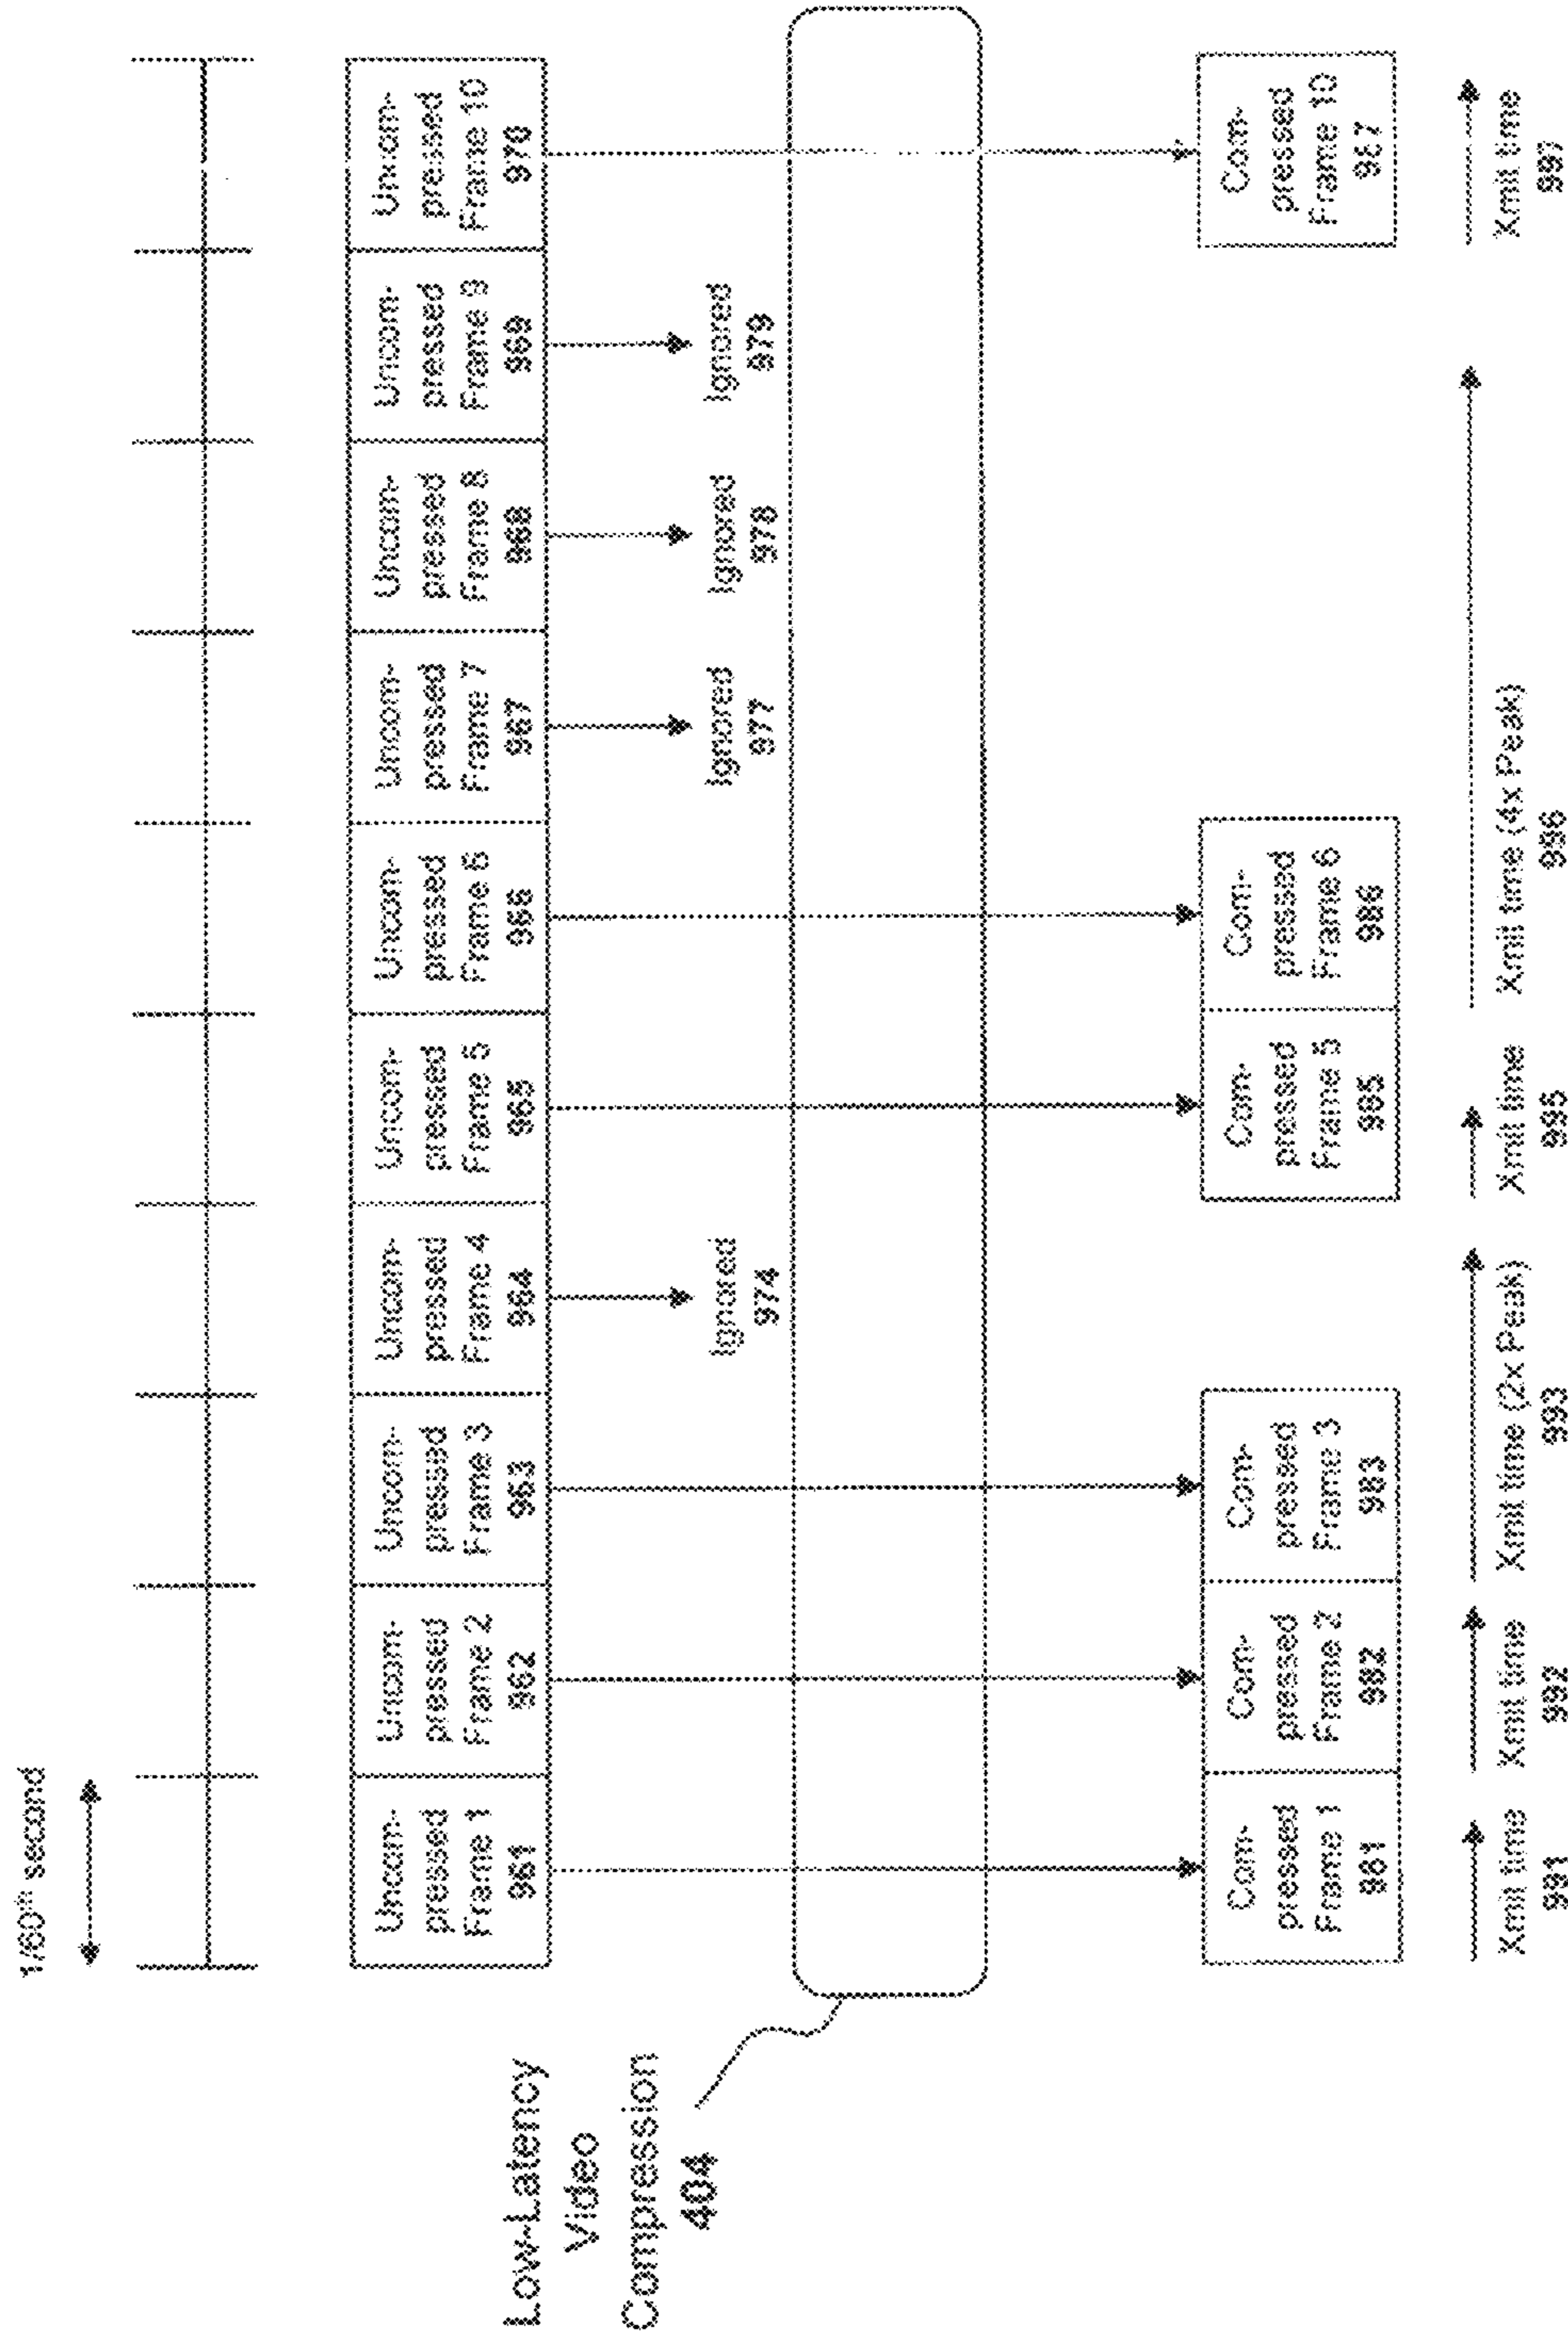 1/60th second
Uncom-
pressed
Frame 1
961
Uncom-
pressed
Frame 2
962
Uncom-
pressed
Frame 3
963
Uncom-
pressed
Frame 4
964
Uncom-
pressed
Frame 5
965
Uncom-
pressed
Frame 6
966
Uncom-
pressed
Frame 7
967
Uncom-
pressed
Frame 8
968
Uncom-
pressed
Frame 9
969
Uncom-
pressed
Frame 10
970
Low-Latency
Video
Compression
404
Ignored
974
Ignored
977
Ignored
978
Ignored
979
Com-
pressed
Frame 1
981
Com-
pressed
Frame 2
982
Com-
pressed
Frame 3
983
Com-
pressed
Frame 5
985
Com-
pressed
Frame 6
986
Com-
pressed
Frame 10
987
Xmit time
991
Xmit time
992
Xmit time (2x Peak)
993
Xmit time
995
Xmit time (4x Peak)
996
Xmit time
997